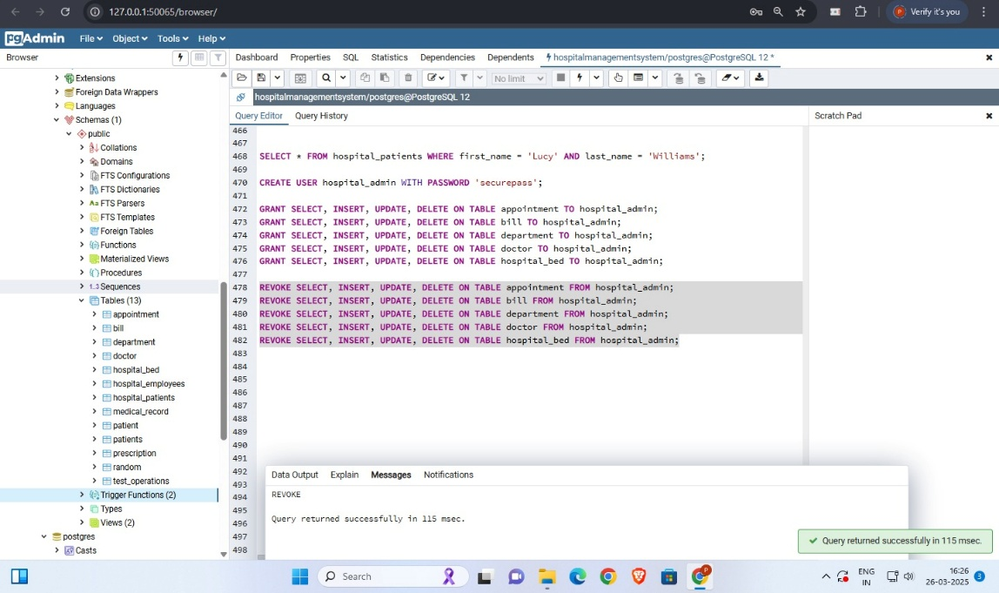 127.0.0.1:50065/browser/
Verify it's you
pgAdmin File Object Tools Help
Browser
Dashboard Properties SQL Statistics Dependencies Dependents hospitalmanagementsystem/postgres@PostgreSQL 12 *
No limit
hospitalmanagementsystem/postgres@PostgreSQL 12
Query Editor Query History
Scratch Pad
Extensions
Foreign Data Wrappers
Languages
Schemas (1)
public
Collations
Domains
FTS Configurations
FTS Dictionaries
FTS Parsers
FTS Templates
Foreign Tables
Functions
Materialized Views
Procedures
1..3 Sequences
Tables (13)
appointment
bill
department
doctor
hospital_bed
hospital_employees
hospital_patients
medical_record
patient
patients
prescription
random
test_operations
Trigger Functions (2)
Types
Views (2)
postgres
Casts
466
467
468 SELECT * FROM hospital_patients WHERE first_name = 'Lucy' AND last_name = 'Williams';
469
470 CREATE USER hospital_admin WITH PASSWORD 'securepass';
471
472 GRANT SELECT, INSERT, UPDATE, DELETE ON TABLE appointment TO hospital_admin;
473 GRANT SELECT, INSERT, UPDATE, DELETE ON TABLE bill TO hospital_admin;
474 GRANT SELECT, INSERT, UPDATE, DELETE ON TABLE department TO hospital_admin;
475 GRANT SELECT, INSERT, UPDATE, DELETE ON TABLE doctor TO hospital_admin;
476 GRANT SELECT, INSERT, UPDATE, DELETE ON TABLE hospital_bed TO hospital_admin;
477
478 REVOKE SELECT, INSERT, UPDATE, DELETE ON TABLE appointment FROM hospital_admin;
479 REVOKE SELECT, INSERT, UPDATE, DELETE ON TABLE bill FROM hospital_admin;
480 REVOKE SELECT, INSERT, UPDATE, DELETE ON TABLE department FROM hospital_admin;
481 REVOKE SELECT, INSERT, UPDATE, DELETE ON TABLE doctor FROM hospital_admin;
482 REVOKE SELECT, INSERT, UPDATE, DELETE ON TABLE hospital_bed FROM hospital_admin;
483
484
485
486
487
488
489
490
491
492
493
494
495
496
497
498
Data Output Explain Messages Notifications
REVOKE
Query returned successfully in 115 msec.
Query returned successfully in 115 msec.
Search
ENG
IN
16:26
26-03-2025
3